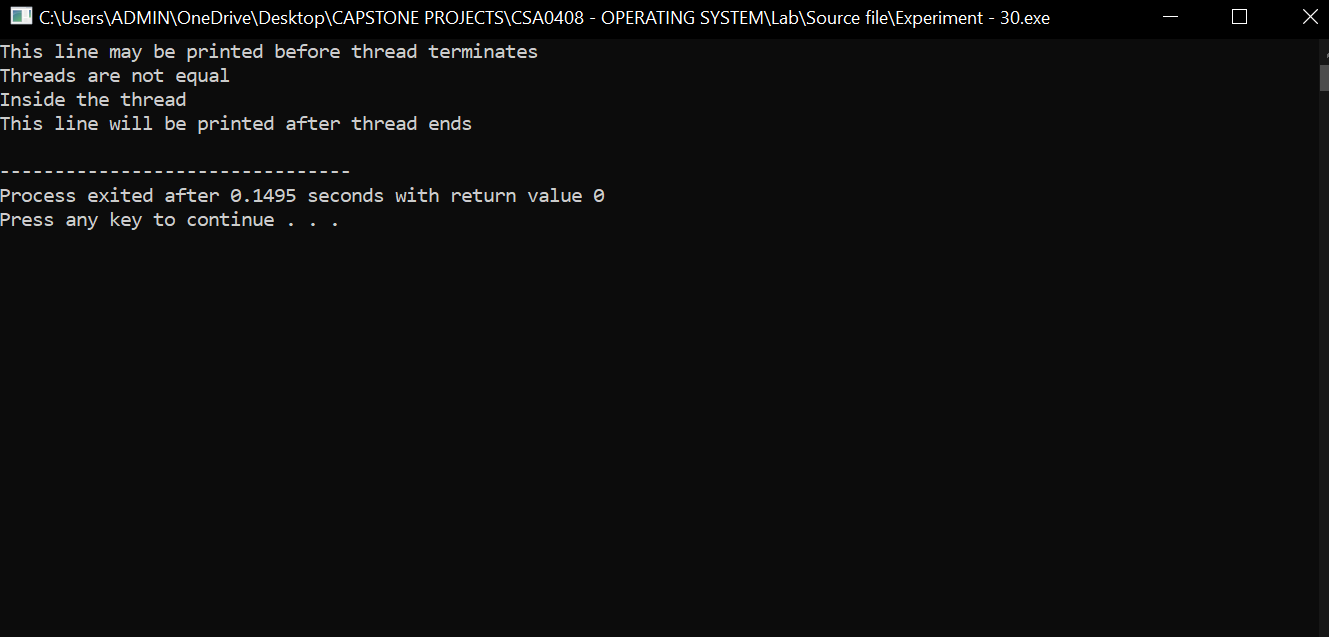 C:\Users\ADMIN\OneDrive\Desktop\CAPSTONE PROJECTS\CSA0408 - OPERATING SYSTEM\Lab\Source file\Experiment - 30.exe
This line may be printed before thread terminates
Threads are not equal
Inside the thread
This line will be printed after thread ends
--------------------------------
Process exited after 0.1495 seconds with return value 0
Press any key to continue . . .